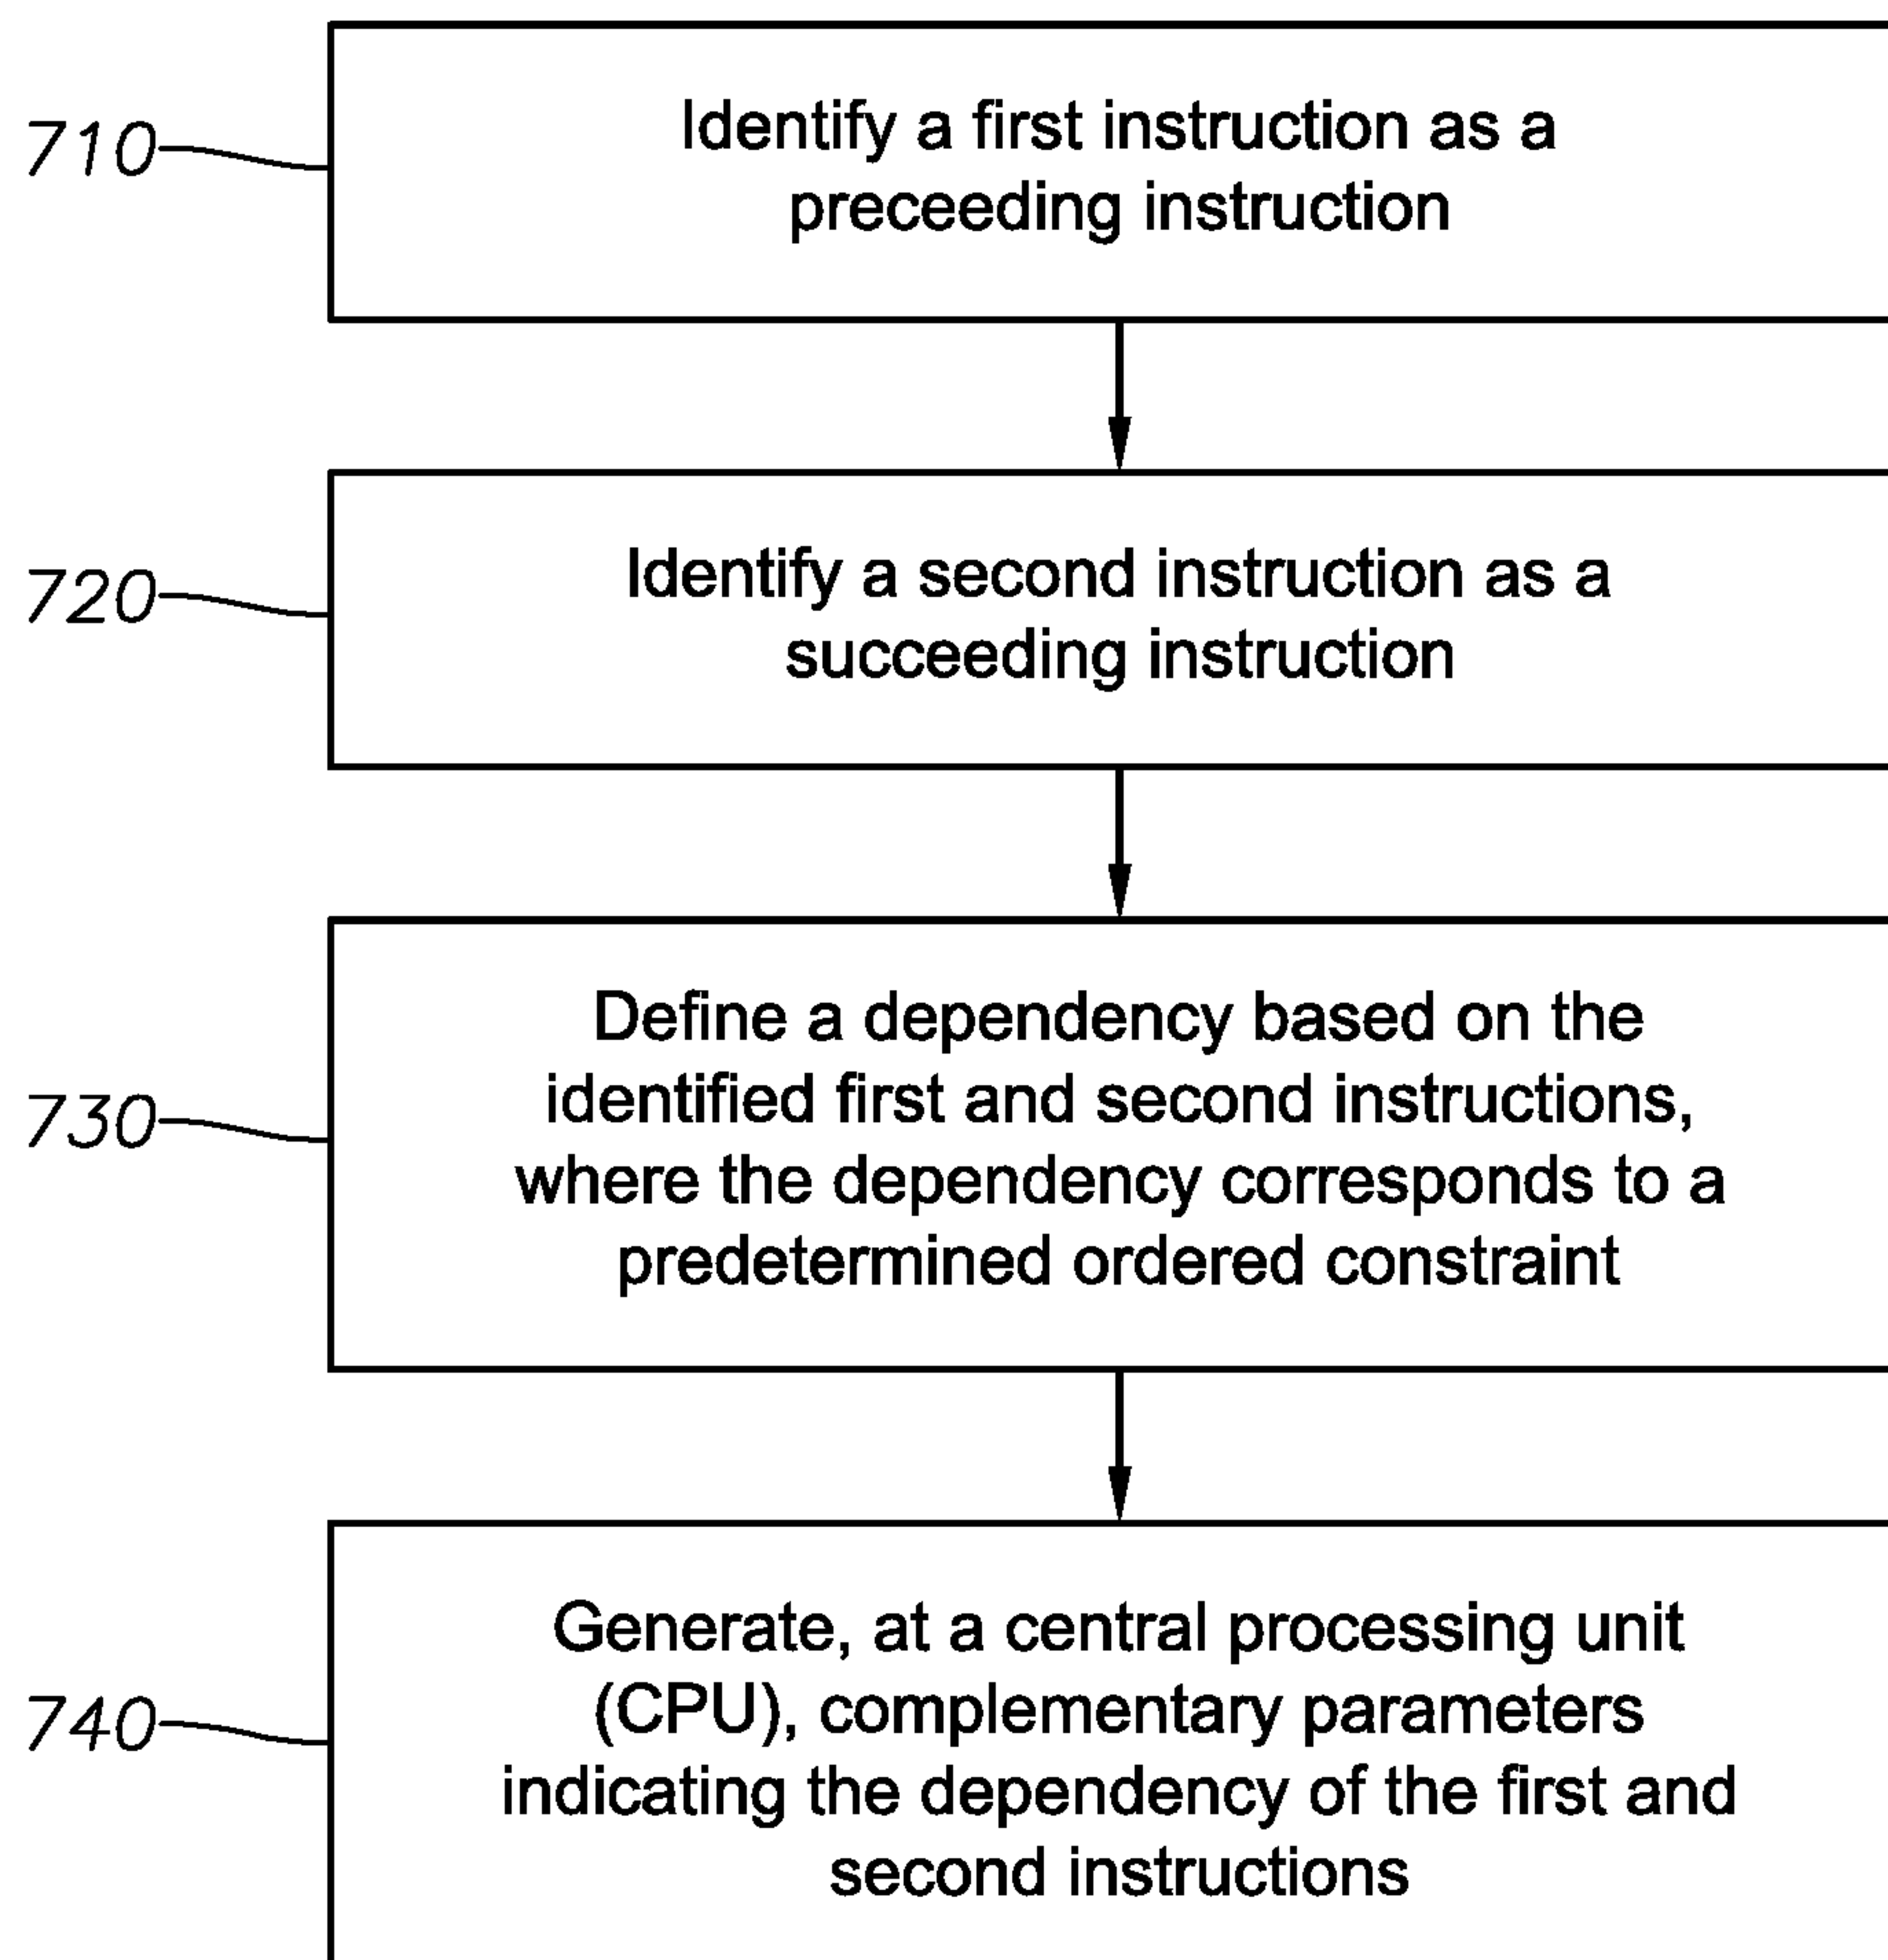 710
Identify a first instruction as a
preceeding instruction
720
Identify a second instruction as a
succeeding instruction
730
Define a dependency based on the
identified first and second instructions,
where the dependency corresponds to a
predetermined ordered constraint
740
Generate, at a central processing unit
(CPU), complementary parameters
indicating the dependency of the first and
second instructions